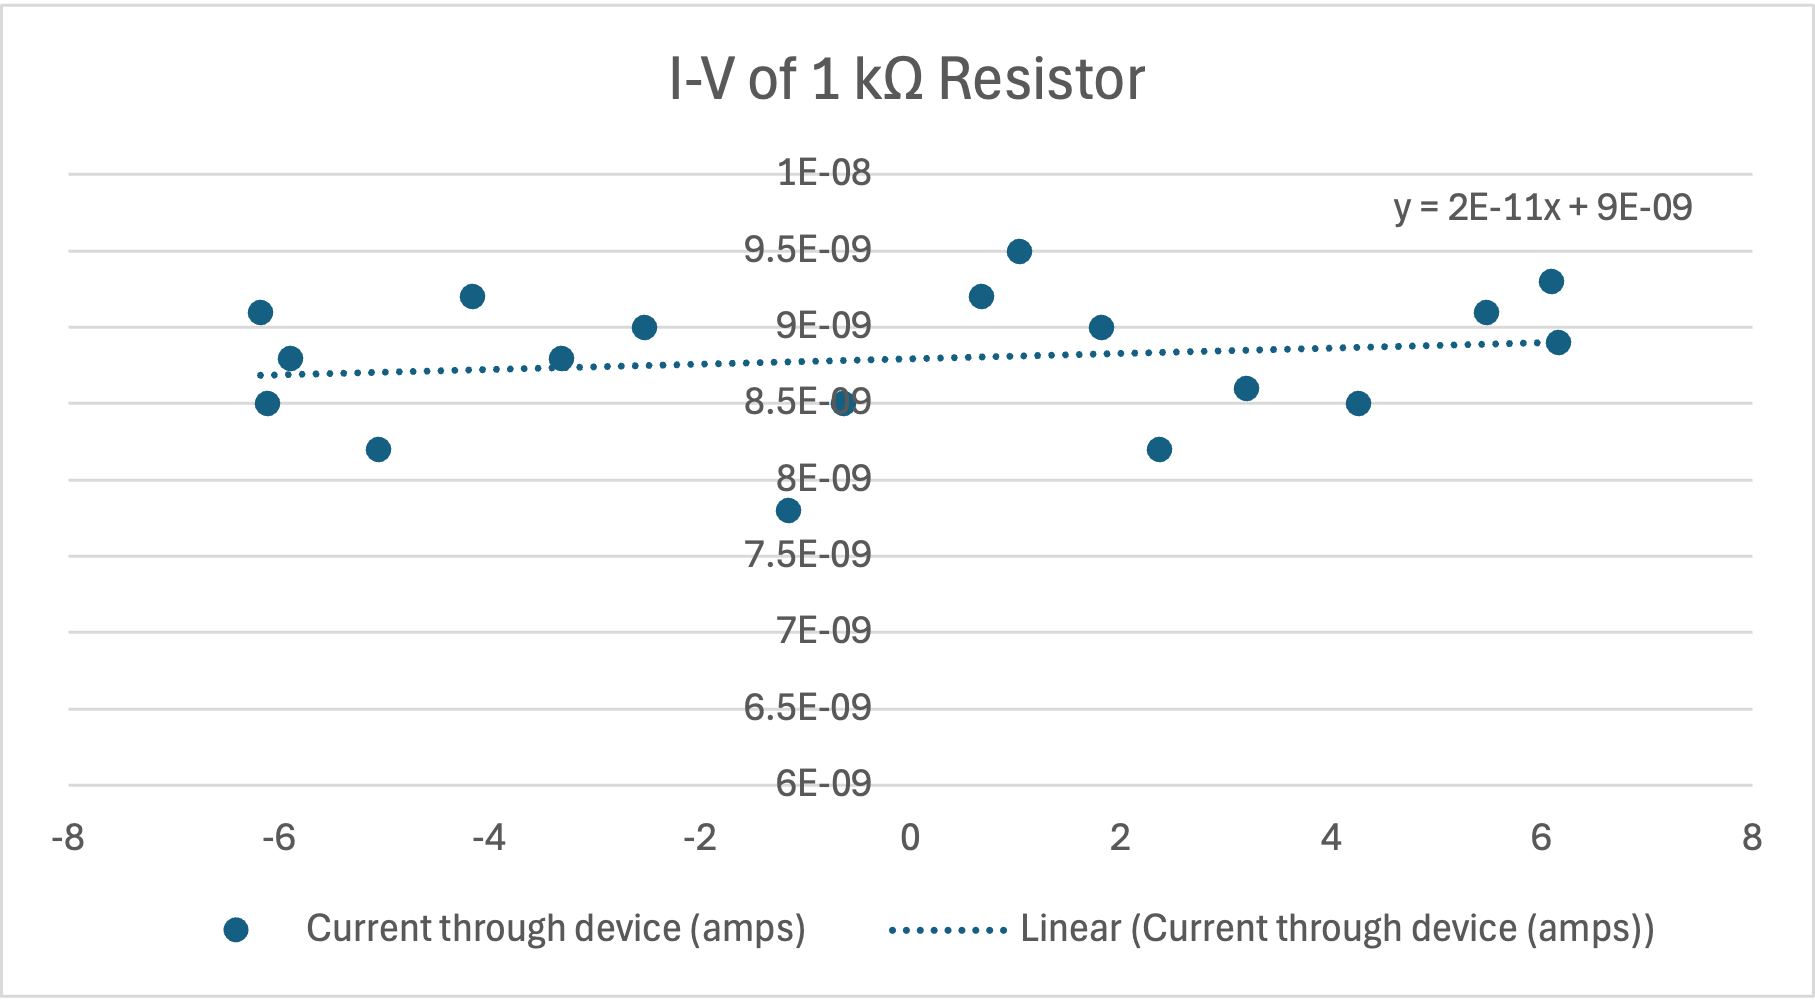 I-V of 1 kΩ Resistor
1E-08
y = 2E-11x + 9E-09
9.5E-09
9E-09
8.5E-09
8E-09
7.5E-09
7E-09
6.5E-09
6E-09
-8 -6 -4 -2 0 2 4 6 8
Current through device (amps) Linear (Current through device (amps))